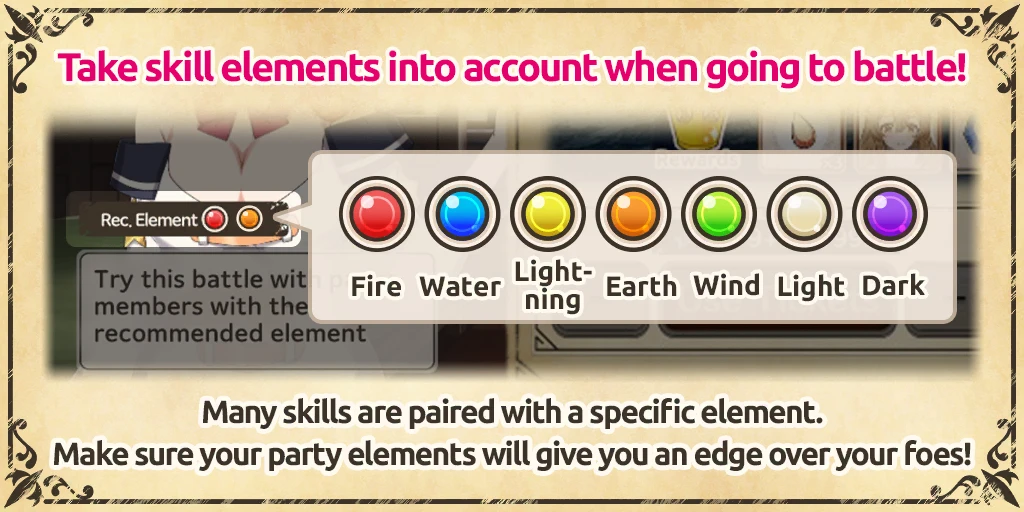 Take skill elements into account when going to battle!
Rewards
Rec. Element
Fire Water Light-
ning Earth Wind Light Dark
Try this battle with p
members with the
recommended element
Many skills are paired with a specific element.
Make sure your party elements will give you an edge over your foes!